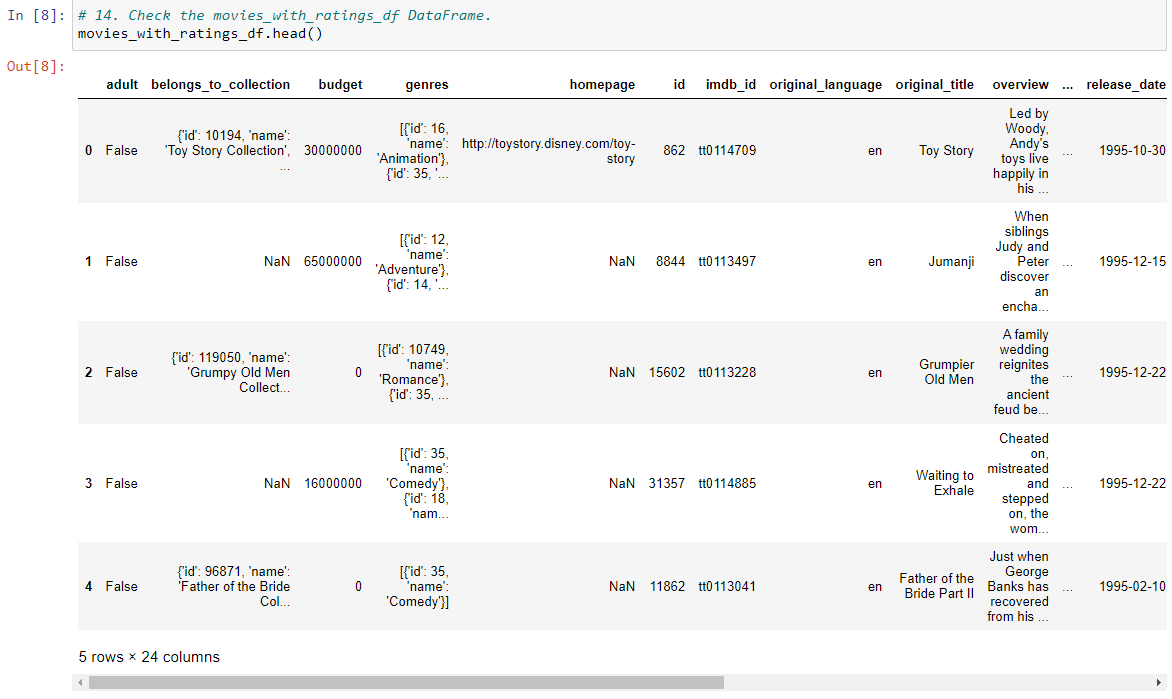 In [8]: # 14. Check the movies_with_ratings_df DataFrame.
movies_with_ratings_df.head()
Out[8]:
adult belongs_to_collection budget genres homepage id imdb_id original_language original_title overview ... release_date
0 False {'id': 10194, 'name': 'Toy Story Collection', ... 30000000 [{'id': 16, 'name': 'Animation'}, {'id': 35, '... http://toystory.disney.com/toy-story 862 tt0114709 en Toy Story Led by Woody, Andy's toys live happily in his ... ... 1995-10-30
1 False NaN 65000000 [{'id': 12, 'name': 'Adventure'}, {'id': 14, '... NaN 8844 tt0113497 en Jumanji When siblings Judy and Peter discover an encha... ... 1995-12-15
2 False {'id': 119050, 'name': 'Grumpy Old Men Collect... 0 [{'id': 10749, 'name': 'Romance'}, {'id': 35, ... NaN 15602 tt0113228 en Grumpier Old Men A family wedding reignites the ancient feud be... ... 1995-12-22
3 False NaN 16000000 [{'id': 35, 'name': 'Comedy'}, {'id': 18, 'nam... NaN 31357 tt0114885 en Waiting to Exhale Cheated on, mistreated and stepped on, the wom... ... 1995-12-22
4 False {'id': 96871, 'name': 'Father of the Bride Col... 0 [{'id': 35, 'name': 'Comedy'}] NaN 11862 tt0113041 en Father of the Bride Part II Just when George Banks has recovered from his ... ... 1995-02-10
5 rows × 24 columns